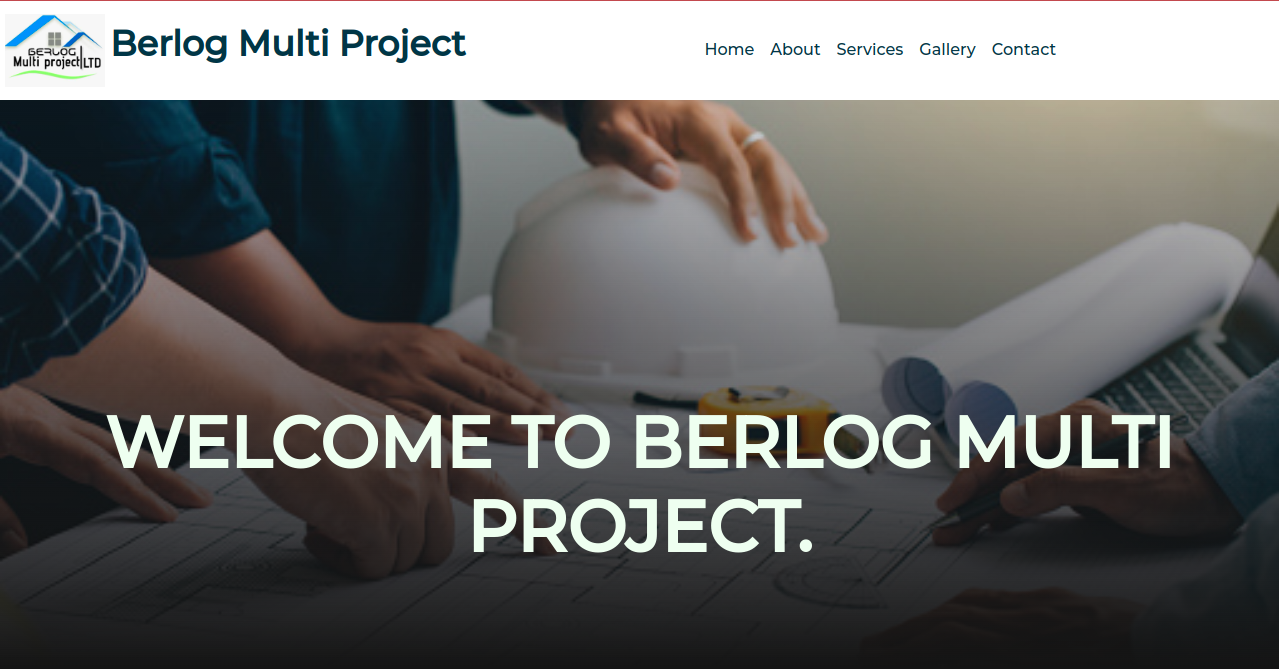 BERLOG
Multi project LTD
Berlog Multi Project
Home About Services Gallery Contact
WELCOME TO BERLOG MULTI
PROJECT.